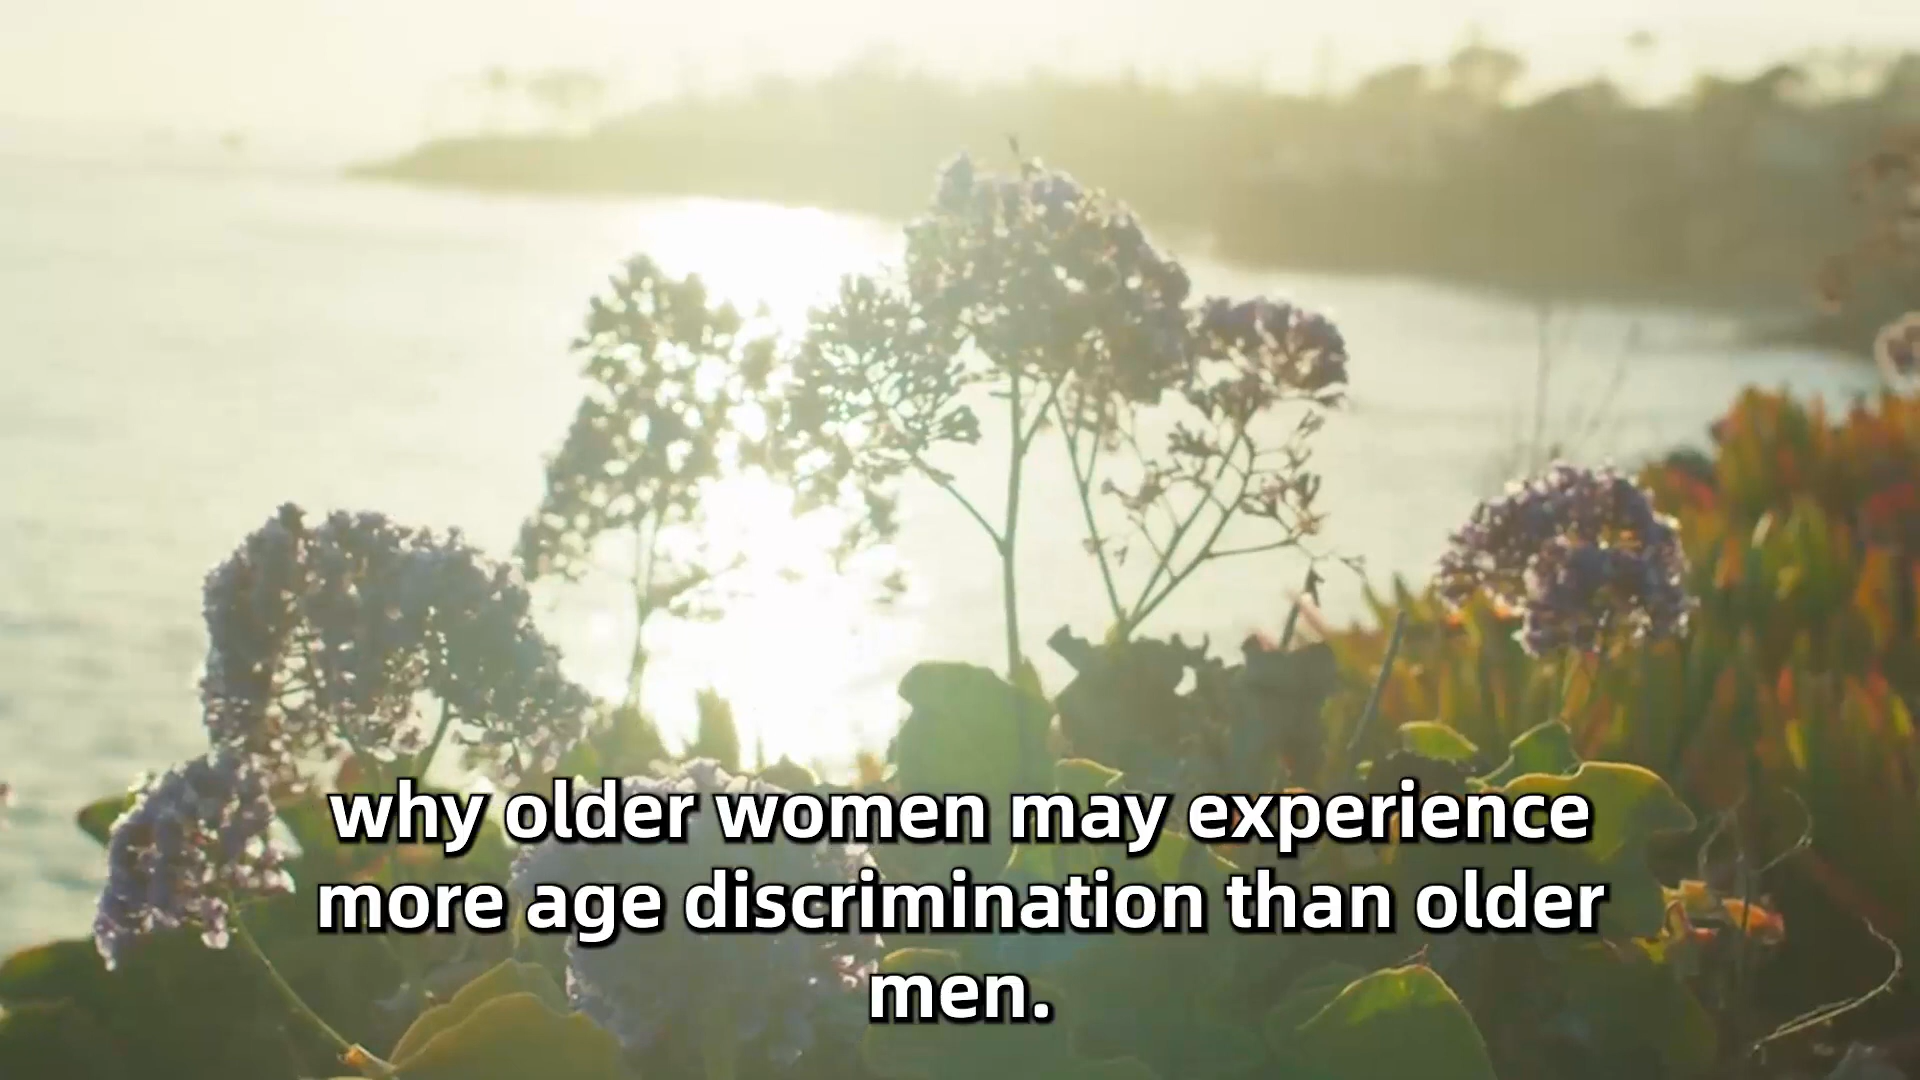 why older women may experience
more age discrimination than older
men.